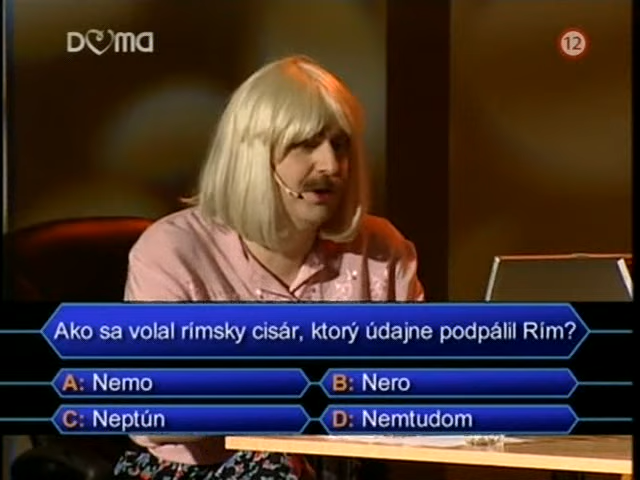 DOMA
12
Ako sa volal rímsky cisár, ktorý údajne podpálil Rím?
A: Nemo
B: Nero
C: Neptún
D: Nemtudom